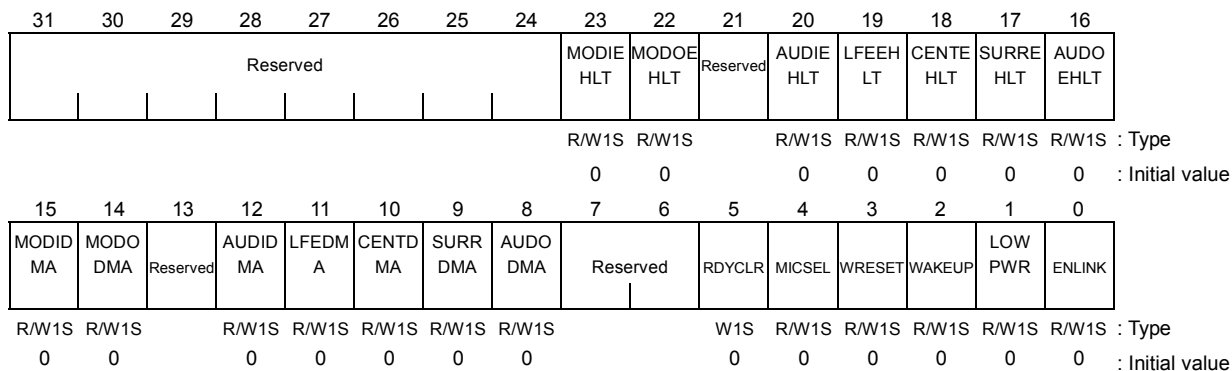 31 30 29 28 27 26 25 24 23 22 21 20 19 18 17 16
Reserved MODIE MODOE Reserved AUDIE LFEEH CENTE SURRE AUDO
HLT HLT HLT LT HLT HLT EHLT
R/W1S R/W1S R/W1S R/W1S R/W1S R/W1S R/W1S : Type
0 0 0 0 0 0 0 : Initial value
15 14 13 12 11 10 9 8 7 6 5 4 3 2 1 0
MODID MODO Reserved AUDID LFEDM CENTD SURR AUDO Reserved RDYCLR MICSEL WRESET WAKEUP LOW ENLINK
MA DMA MA A MA DMA DMA PWR
R/W1S R/W1S R/W1S R/W1S R/W1S R/W1S R/W1S W1S R/W1S R/W1S R/W1S R/W1S R/W1S : Type
0 0 0 0 0 0 0 0 0 0 0 0 0 : Initial value